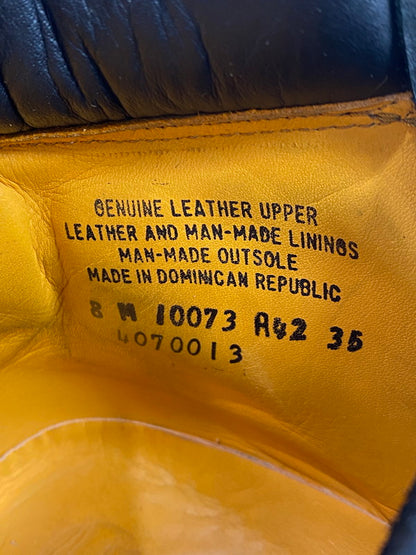 GENUINE LEATHER UPPER
LEATHER AND MAN-MADE LININGS
MAN-MADE OUTSOLE
MADE IN DOMINICAN REPUBLIC
8 M 10073 A42 35
4070013